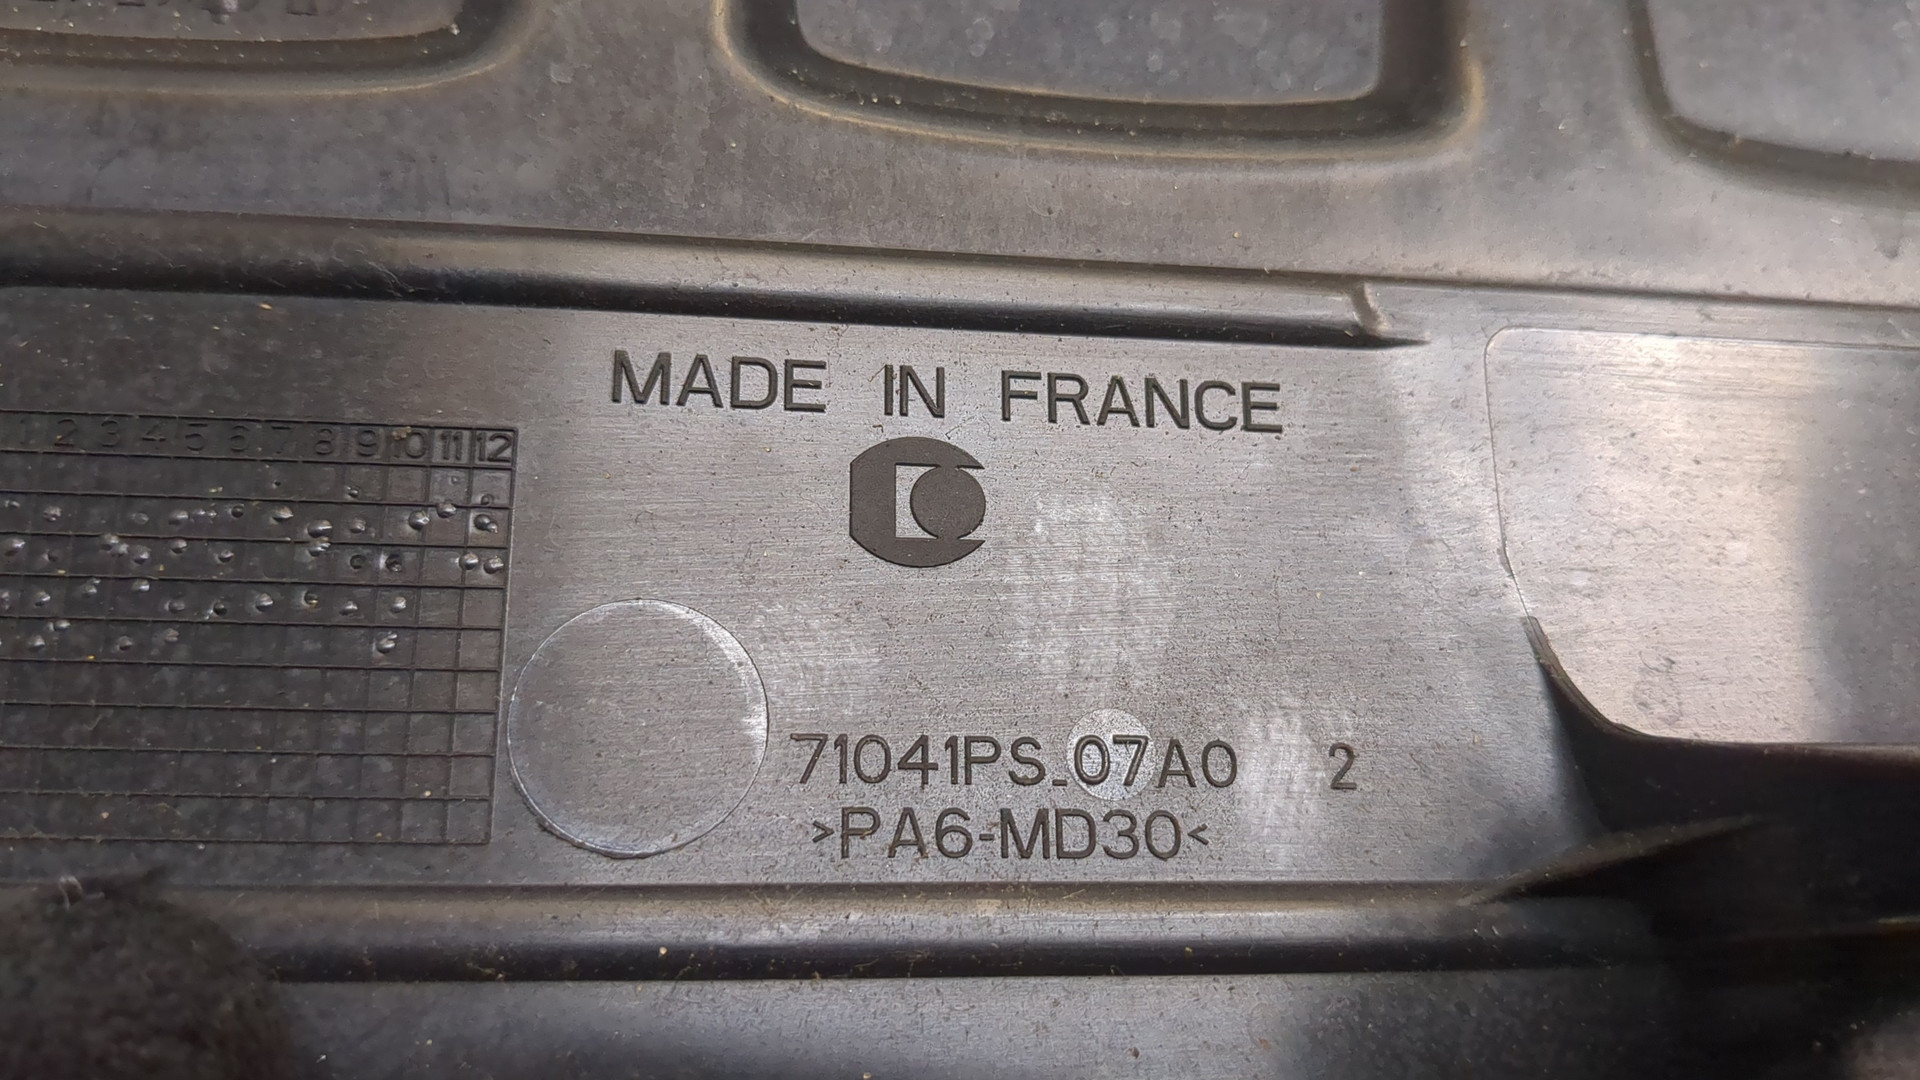 MADE IN FRANCE
1 2 3 4 5 6 7 8 9 10 11 12
71041PS_07A0 2
>PA6-MD30<